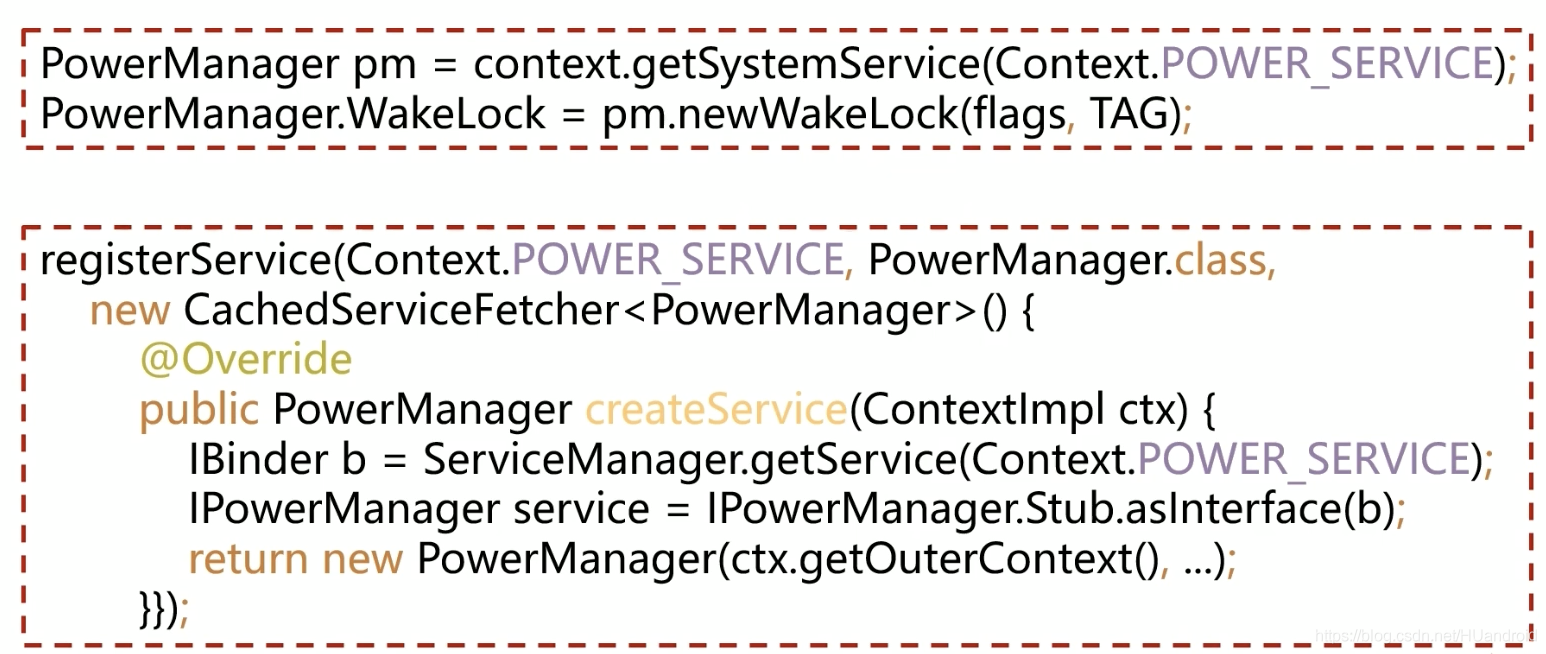 PowerManager pm = context.getSystemService(Context.POWER_SERVICE);
PowerManager.WakeLock = pm.newWakeLock(flags, TAG);
registerService(Context.POWER_SERVICE, PowerManager.class,
new CachedServiceFetcher<PowerManager>() {
@Override
public PowerManager createService(ContextImpl ctx) {
IBinder b = ServiceManager.getService(Context.POWER_SERVICE);
IPowerManager service = IPowerManager.Stub.asInterface(b);
return new PowerManager(ctx.getOuterContext(), ...);
}});
https://blog.csdn.net/HUandroid